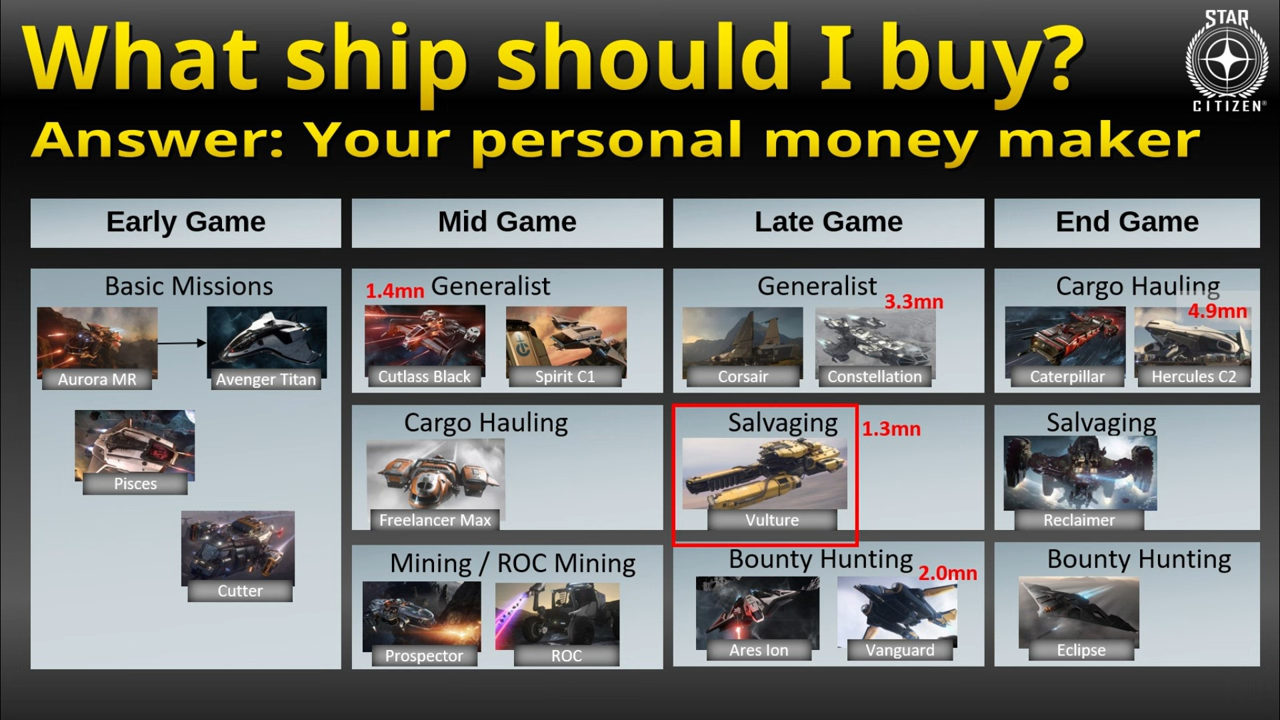 What ship should I buy?
STAR
CITIZEN®
Answer: Your personal money maker
Early Game
Mid Game
Late Game
End Game
Basic Missions
Aurora MR
Avenger Titan
Pisces
Cutter
1.4mn Generalist
Cutlass Black
Spirit C1
Cargo Hauling
Freelancer Max
Mining / ROC Mining
Prospector
ROC
Generalist
3.3mn
Corsair
Constellation
Salvaging
1.3mn
Vulture
Bounty Hunting
2.0mn
Ares Ion
Vanguard
Cargo Hauling
4.9mn
Caterpillar
Hercules C2
Salvaging
Reclaimer
Bounty Hunting
Eclipse